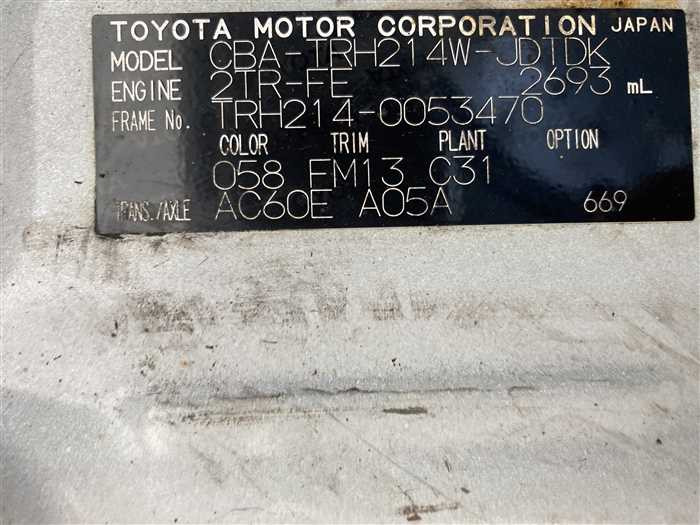 TOYOTA MOTOR CORPORATION JAPAN
MODEL CBA-TRH214W-JDTDK
ENGINE 2TR-FE 2693 mL
FRAME No. TRH214-0053470
COLOR TRIM PLANT OPTION
058 FM13 C31
TRANS./AXLE AC60E A05A 669